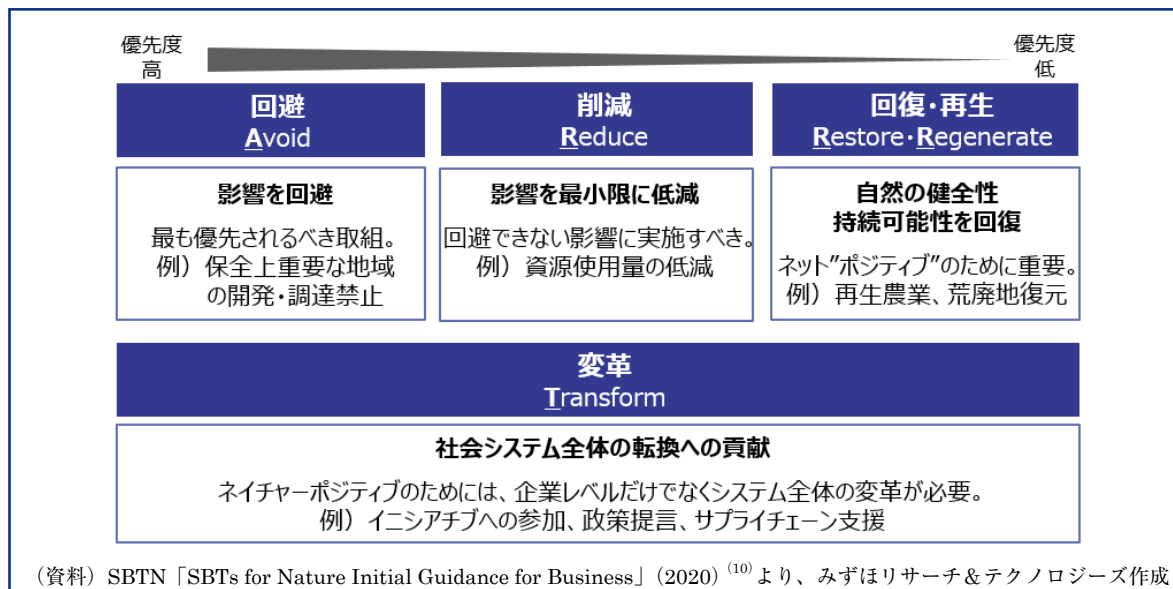 優先度
高
優先度
低
回避
Avoid
影響を回避
最も優先されるべき取組。
例）保全上重要な地域
の開発・調達禁止
削減
Reduce
影響を最小限に低減
回避できない影響に実施すべき。
例）資源使用量の低減
回復・再生
Restore・Regenerate
自然の健全性
持続可能性を回復
ネット”ポジティブ”のために重要。
例）再生農業、荒廃地復元
変革
Transform
社会システム全体の転換への貢献
ネイチャーポジティブのためには、企業レベルだけでなくシステム全体の変革が必要。
例）イニシアチブへの参加、政策提言、サプライチェーン支援
（資料）SBTN「SBTs for Nature Initial Guidance for Business」（2020）(10)より、みずほリサーチ＆テクノロジーズ作成